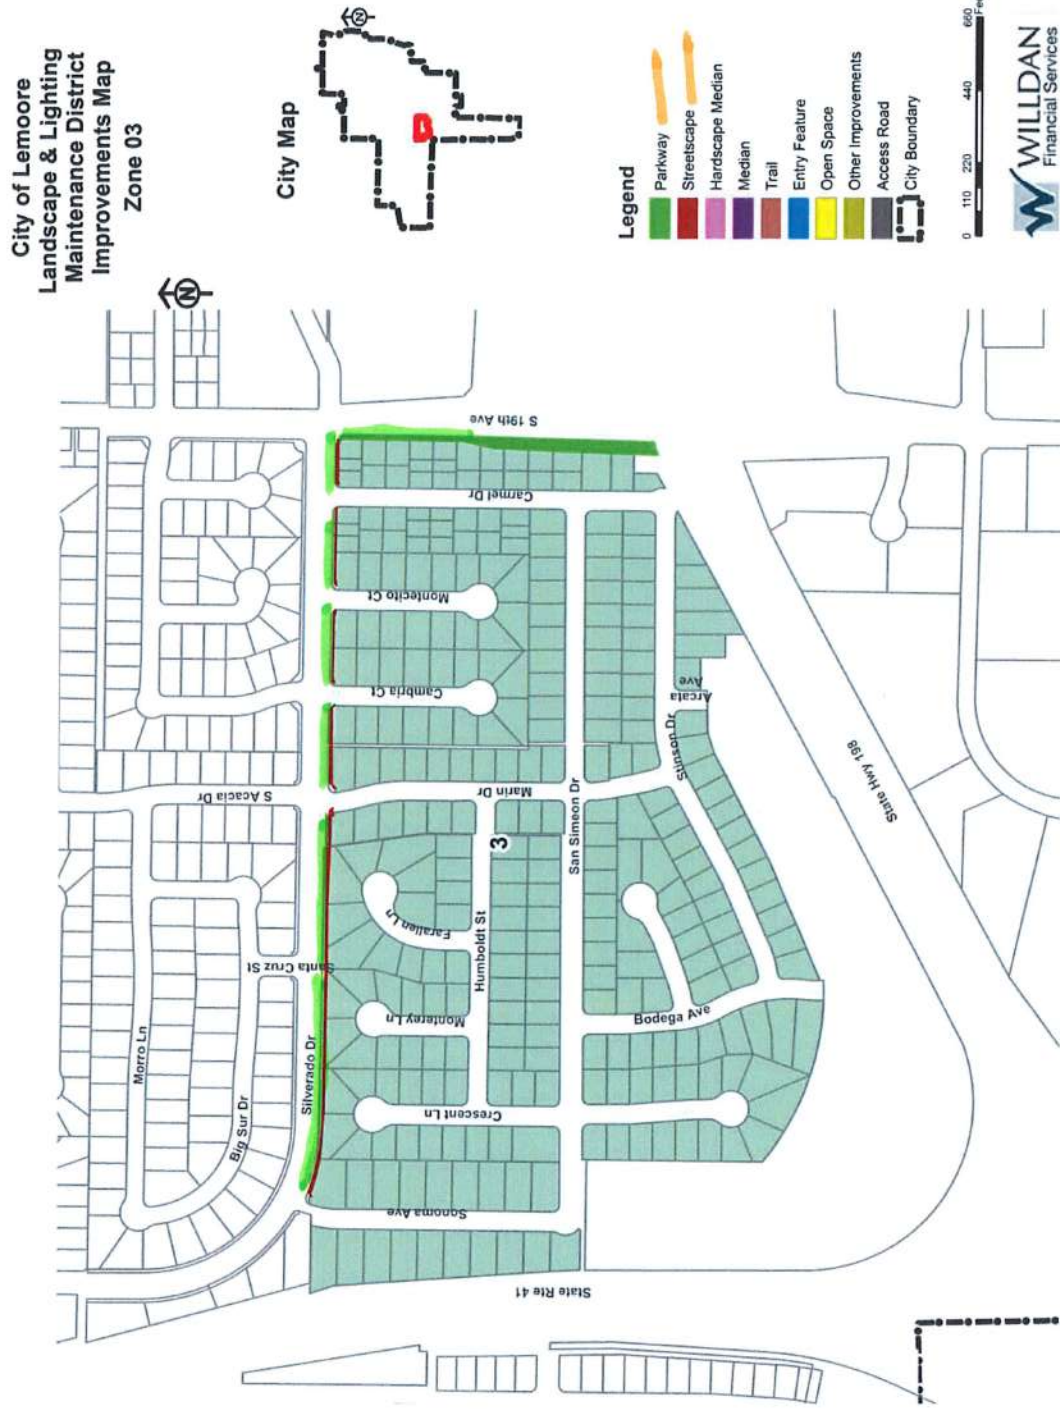 City of Lemoore
Landscape & Lighting
Maintenance District
Improvements Map
Zone 03
N
City Map
N
Legend
Parkway
Streetscape
Hardscape Median
Median
Trail
Entry Feature
Open Space
Other Improvements
Access Road
City Boundary
0 110 220 440 660
Feet
WILLDAN
Financial Services
S 19th Ave
Carmel Dr
Montecito Ct
Cambria Ct
Arcata
Ave
Stinson Dr
S Acacia Dr
Marin Dr
San Simeon Dr
State Hwy 198
3
Farallen Ln
Humboldt St
Santa Cruz St
Monterey Ln
Bodega Ave
Morro Ln
Silverado Dr
Big Sur Dr
Crescent Ln
Sonoma Ave
State Rte 41